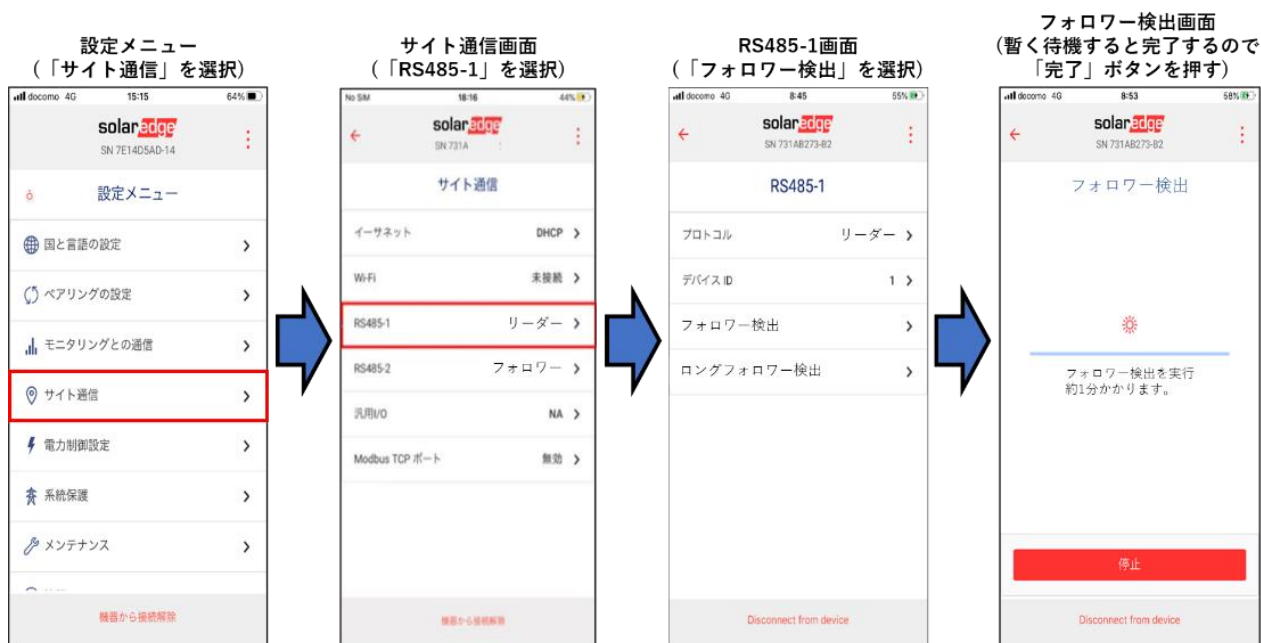 設定メニュー
(「サイト通信」を選択)
docomo 4G 15:15 64%
solaredge
SN 7E14D5AD-14
設定メニュー
国と言語の設定
ペアリングの設定
モニタリングとの通信
サイト通信
電力制御設定
系統保護
メンテナンス
機器から接続解除
サイト通信画面
(「RS485-1」を選択)
No SIM 18:16 44%
solaredge
SN 731A
サイト通信
イーサネット DHCP
Wi-Fi 未接続
RS485-1 リーダー
RS485-2 フォロワー
汎用I/O NA
Modbus TCP ポート 無効
機器から接続解除
RS485-1画面
(「フォロワー検出」を選択)
docomo 4G 8:45 55%
solaredge
SN 731AB273-B2
RS485-1
プロトコル リーダー
デバイス ID 1
フォロワー検出
ロングフォロワー検出
Disconnect from device
フォロワー検出画面
(暫く待機すると完了するので
「完了」ボタンを押す)
docomo 4G 8:53 58%
solaredge
SN 731AB273-B2
フォロワー検出
フォロワー検出を実行
約1分かかります。
停止
Disconnect from device